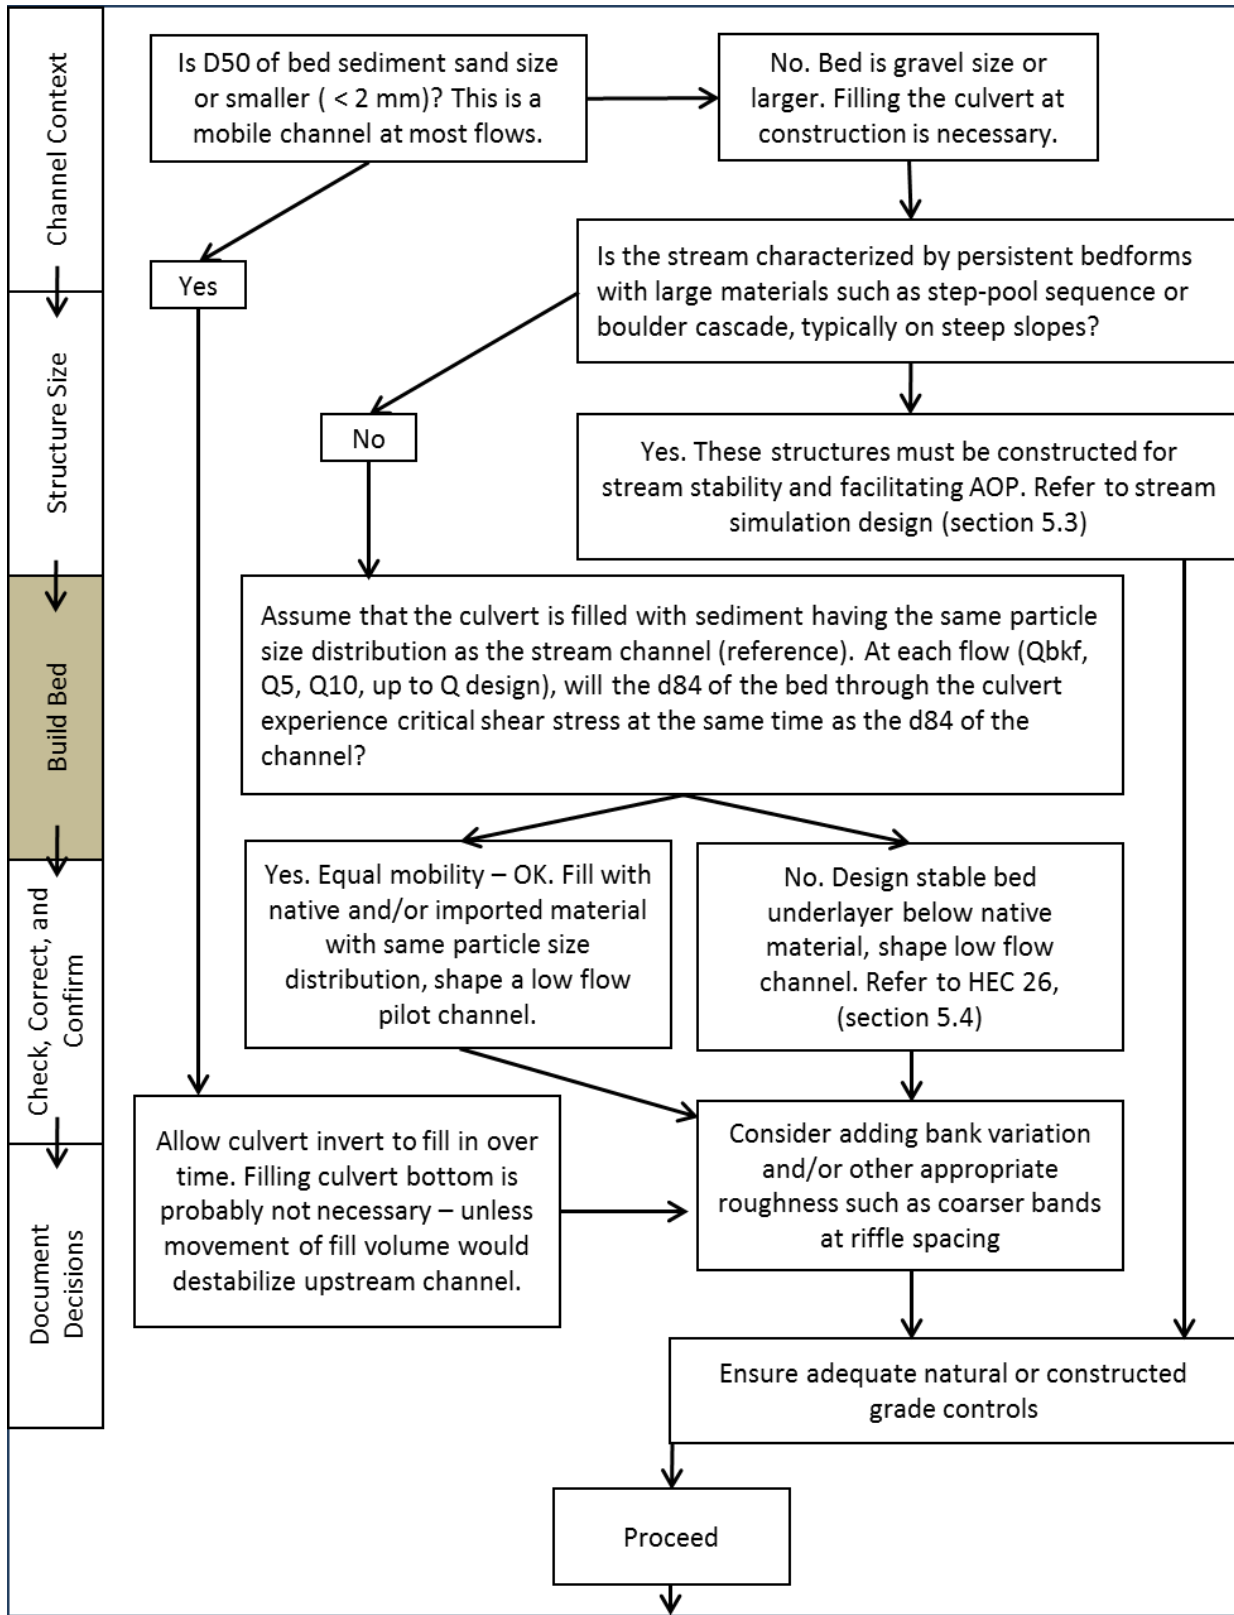 Channel Context
Structure Size
Build Bed
Check, Correct, and
Confirm
Document
Decisions
Is D50 of bed sediment sand size
or smaller ( < 2 mm)? This is a
mobile channel at most flows.
No. Bed is gravel size or
larger. Filling the culvert at
construction is necessary.
Yes
Is the stream characterized by persistent bedforms
with large materials such as step-pool sequence or
boulder cascade, typically on steep slopes?
No
Yes. These structures must be constructed for
stream stability and facilitating AOP. Refer to stream
simulation design (section 5.3)
Assume that the culvert is filled with sediment having the same particle
size distribution as the stream channel (reference). At each flow (Qbkf,
Q5, Q10, up to Q design), will the d84 of the bed through the culvert
experience critical shear stress at the same time as the d84 of the
channel?
Yes. Equal mobility – OK. Fill with
native and/or imported material
with same particle size
distribution, shape a low flow
pilot channel.
No. Design stable bed
underlayer below native
material, shape low flow
channel. Refer to HEC 26,
(section 5.4)
Allow culvert invert to fill in over
time. Filling culvert bottom is
probably not necessary – unless
movement of fill volume would
destabilize upstream channel.
Consider adding bank variation
and/or other appropriate
roughness such as coarser bands
at riffle spacing
Ensure adequate natural or constructed
grade controls
Proceed